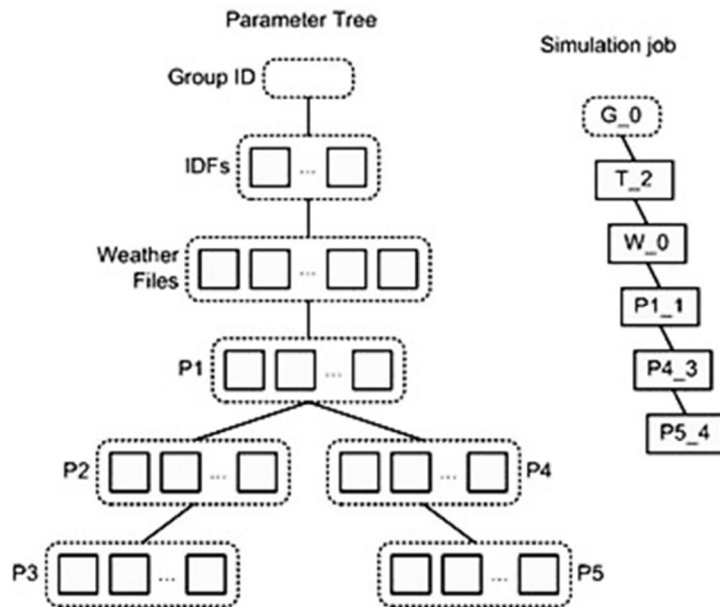 Parameter Tree
Group ID
IDFs
...
Weather
Files
...
P1
...
P2
...
P4
...
P3
...
P5
...
Simulation job
G_0
T_2
W_0
P1_1
P4_3
P5_4